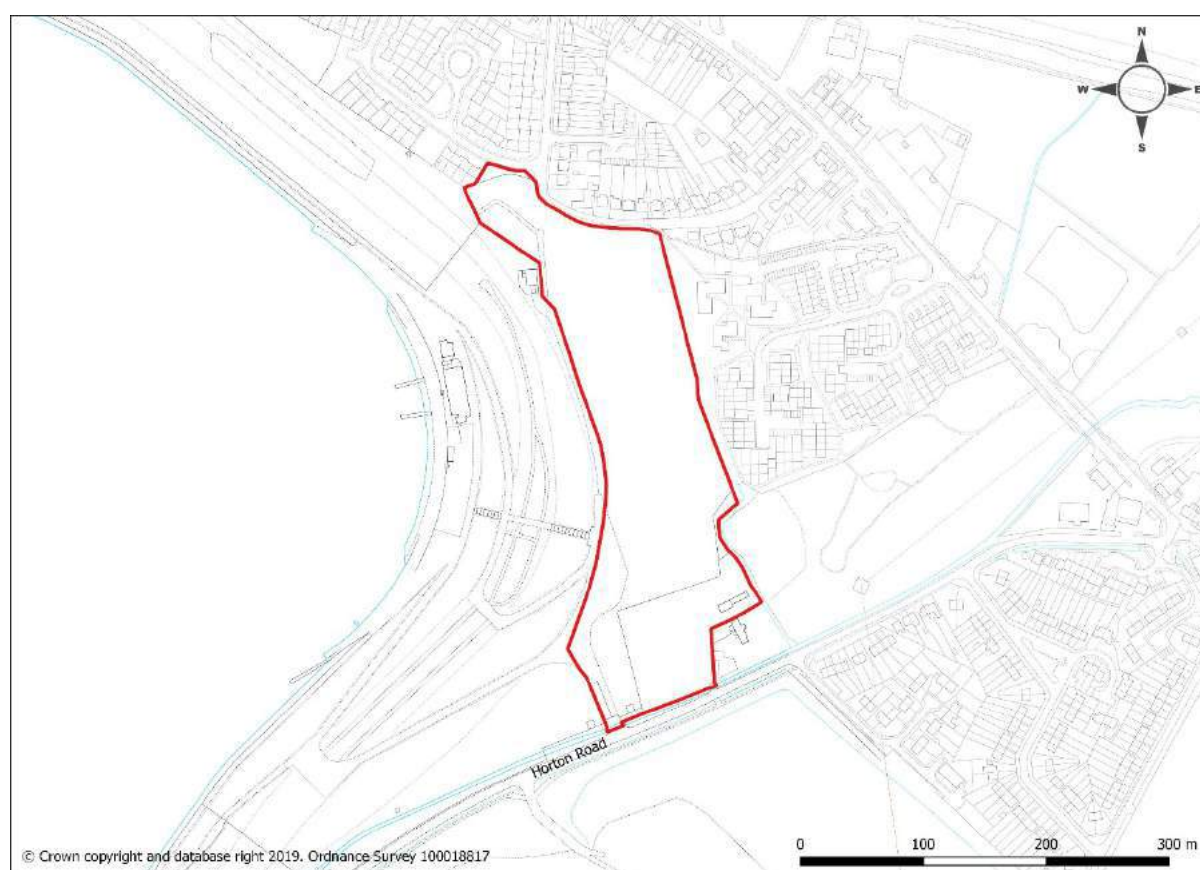 N
W E
S
Horton Road
© Crown copyright and database right 2019. Ordnance Survey 100018817
0 100 200 300 m